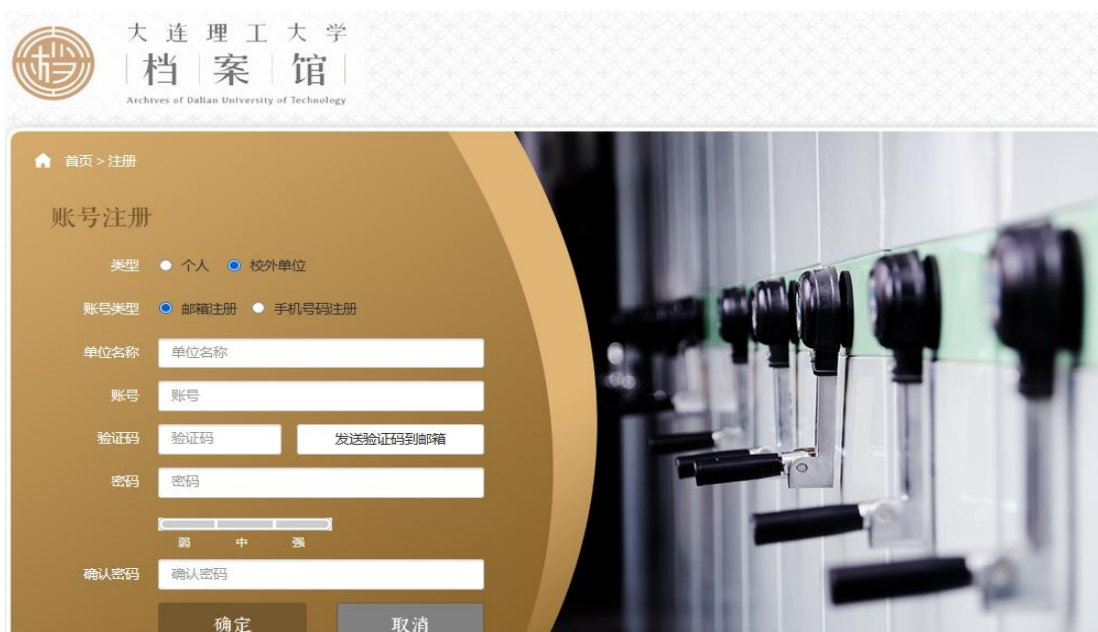 大连理工大学
档案馆
Archives of Dalian University of Technology
首页 > 注册
账号注册
类型 个人 校外单位
账号类型 邮箱注册 手机号码注册
单位名称 单位名称
账号 账号
验证码 验证码 发送验证码到邮箱
密码 密码
弱 中 强
确认密码 确认密码
确定 取消